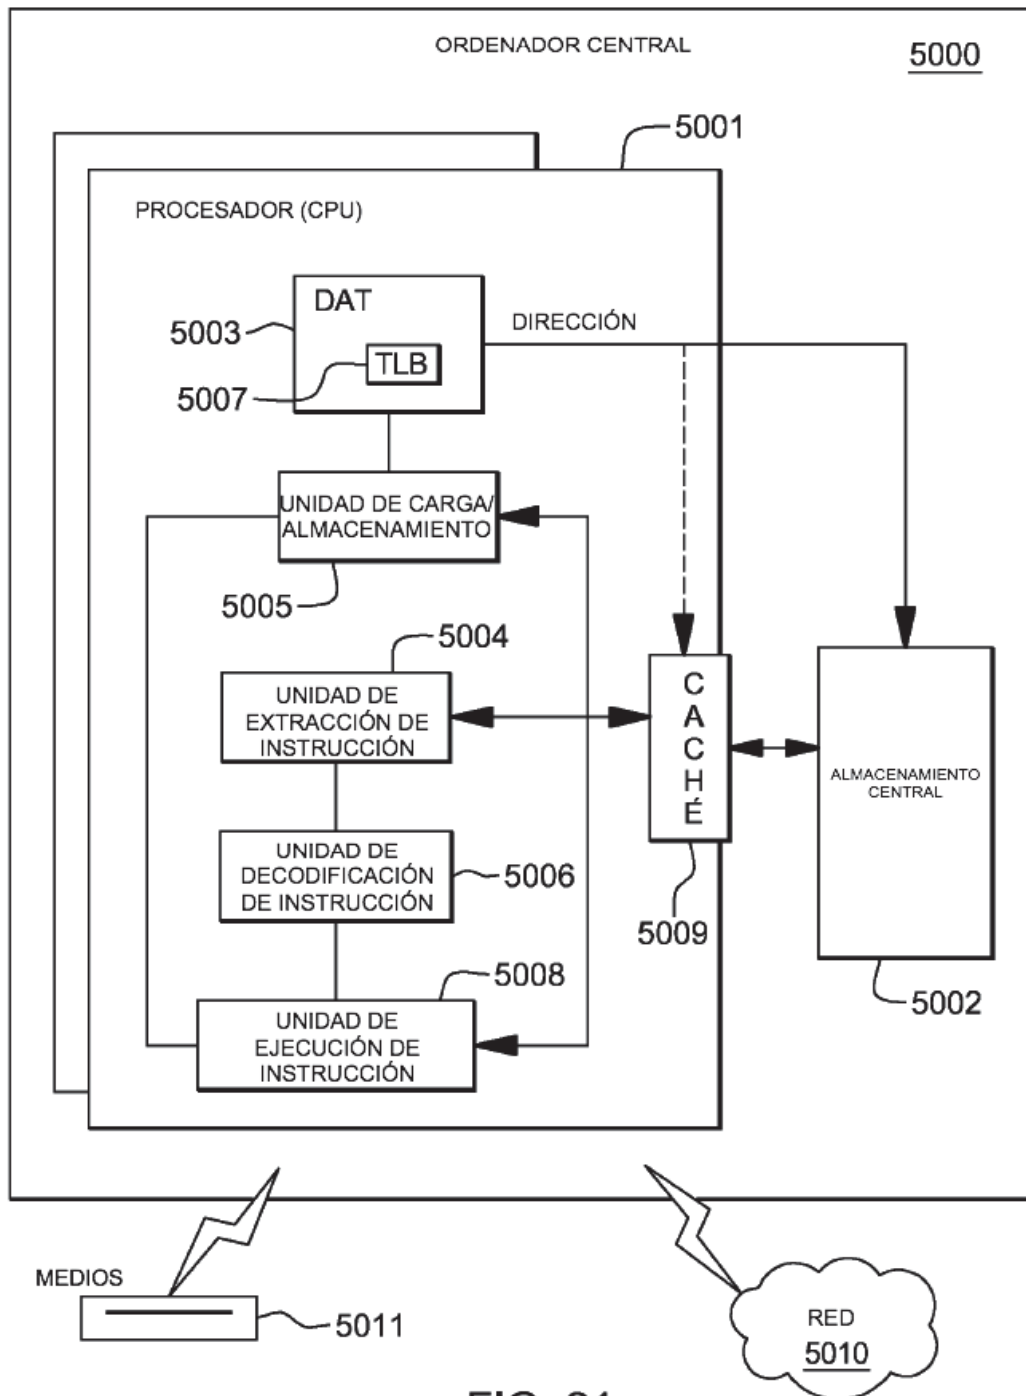 ORDENADOR CENTRAL
5000
5001
PROCESADOR (CPU)
DAT
5003
DIRECCIÓN
TLB
5007
UNIDAD DE CARGA/
ALMACENAMIENTO
5005
5004
UNIDAD DE
EXTRACCIÓN DE
INSTRUCCIÓN
CACHÉ
ALMACENAMIENTO
CENTRAL
UNIDAD DE
DECODIFICACIÓN
DE INSTRUCCIÓN
5006
5009
5008
5002
UNIDAD DE
EJECUCIÓN DE
INSTRUCCIÓN
MEDIOS
5011
RED
5010